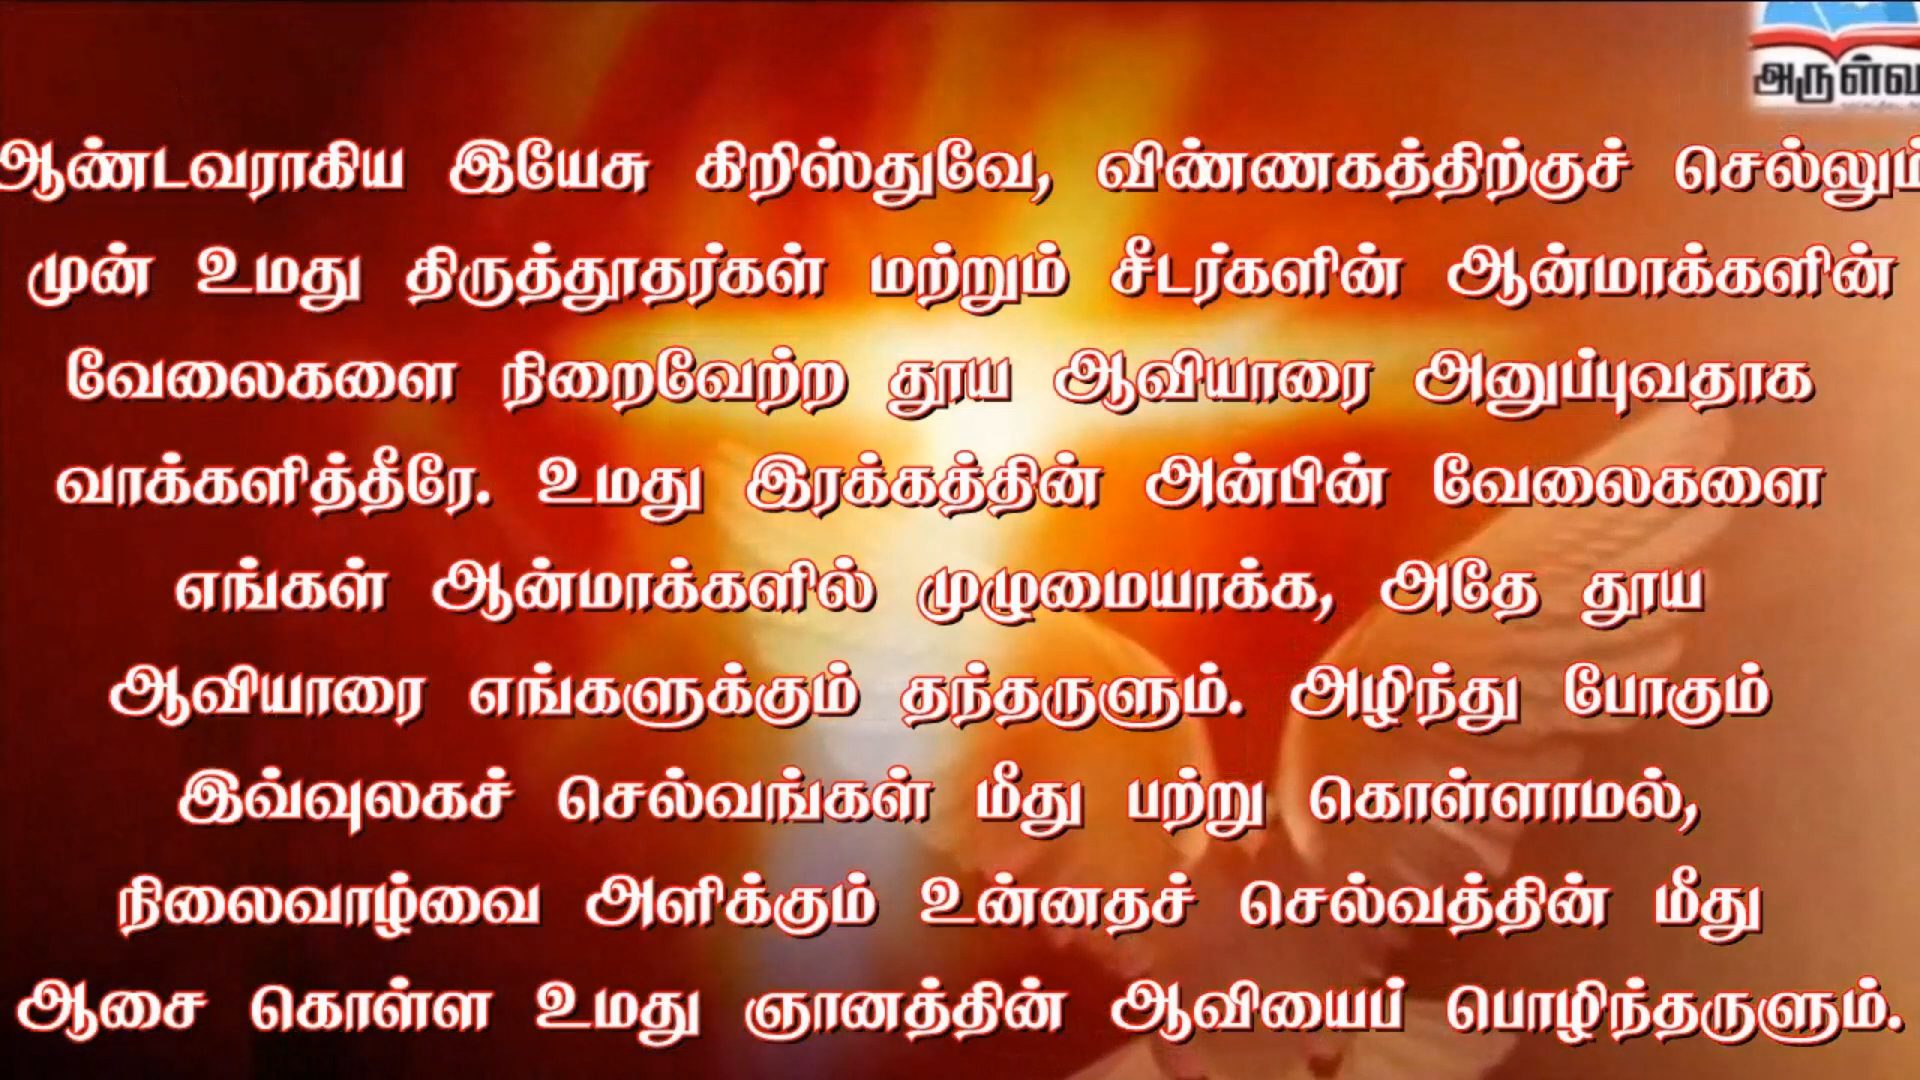 அருள்வ
ஆண்டவராகிய இயேசு கிறிஸ்துவே, விண்ணகத்திற்குச் செல்லும்
முன் உமது திருத்தூதர்கள் மற்றும் சீடர்களின் ஆன்மாக்களின்
வேலைகளை நிறைவேற்ற தூய ஆவியாரை அனுப்புவதாக
வாக்களித்தீரே. உமது இரக்கத்தின் அன்பின் வேலைகளை
எங்கள் ஆன்மாக்களில் முழுமையாக்க, அதே தூய
ஆவியாரை எங்களுக்கும் தந்தருளும். அழிந்து போகும்
இவ்வுலகச் செல்வங்கள் மீது பற்று கொள்ளாமல்,
நிலைவாழ்வை அளிக்கும் உன்னதச் செல்வத்தின் மீது
ஆசை கொள்ள உமது ஞானத்தின் ஆவியைப் பொழிந்தருளும்.